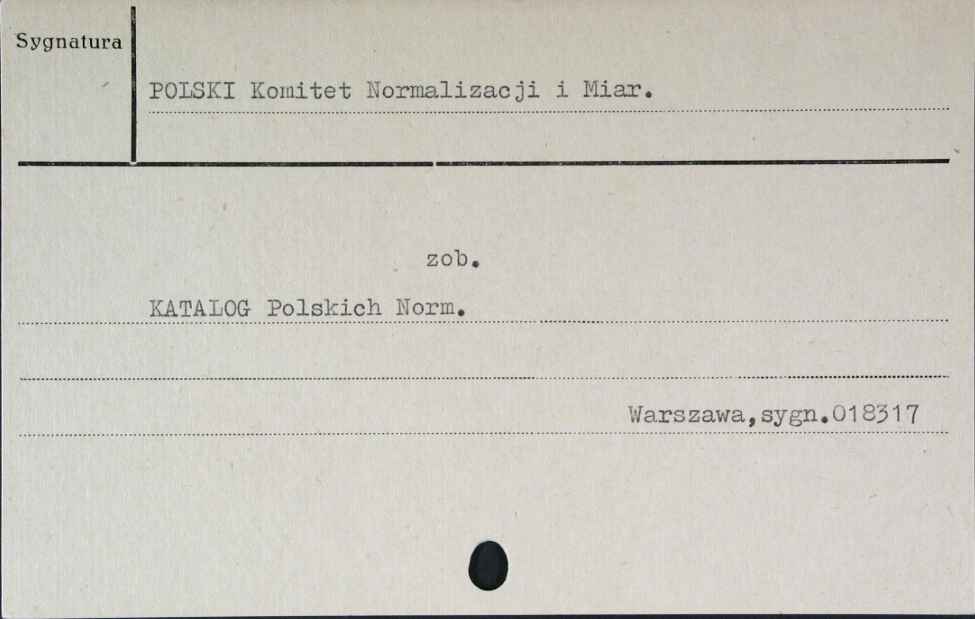 Sygnatura
POLSKI Komitet Normalizacji i Miar.
zob.
KATALOG Polskich Norm.
Warszawa,sygn.018317